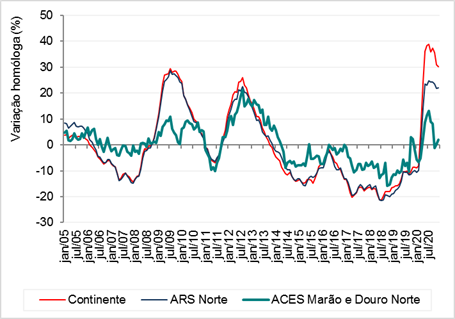 Variação homóloga (%)
50
40
30
20
10
0
-10
-20
-30
jan/05
jul/05
jan/06
jul/06
jan/07
jul/07
jan/08
jul/08
jan/09
jul/09
jan/10
jul/10
jan/11
jul/11
jan/12
jul/12
jan/13
jul/13
jan/14
jul/14
jan/15
jul/15
jan/16
jul/16
jan/17
jul/17
jan/18
jul/18
jan/19
jul/19
jan/20
jul/20
Continente ARS Norte ACES Marão e Douro Norte